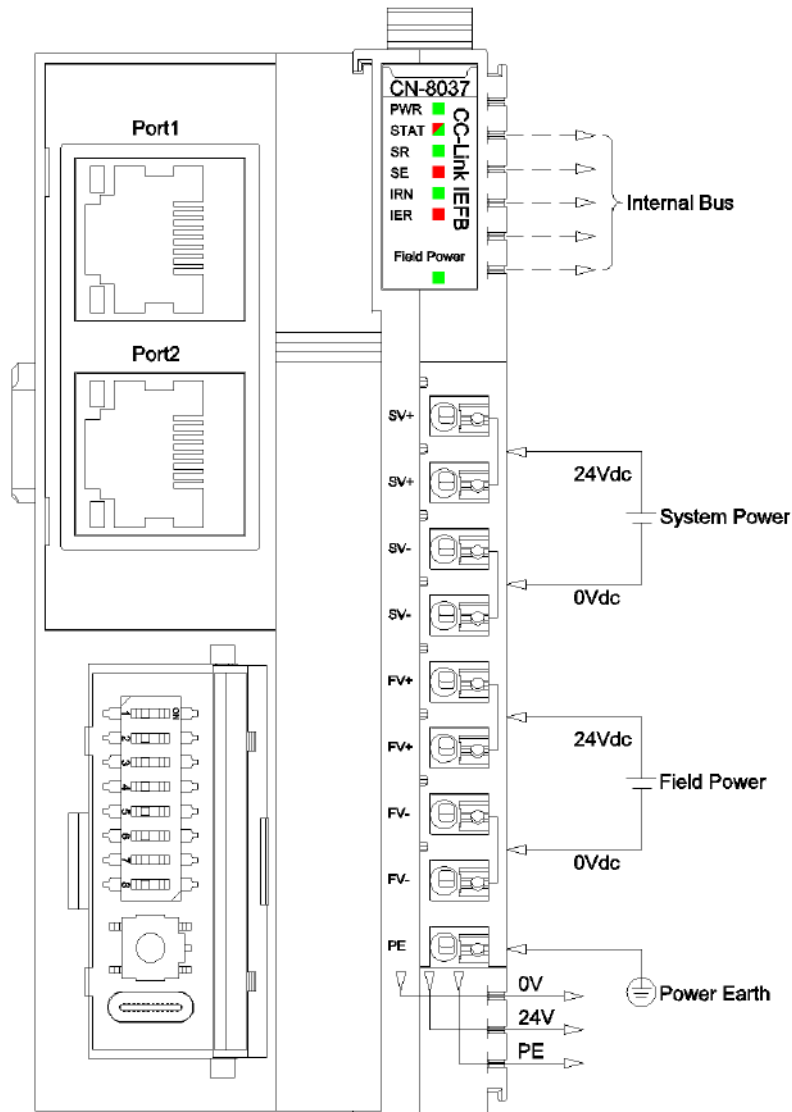 CN-8037
PWR
STAT
SR
SE
IRN
IER
CC-Link IEFB
Field Power
Port1
Port2
Internal Bus
SV+
SV+
SV-
SV-
FV+
FV+
FV-
FV-
PE
24Vdc
System Power
0Vdc
24Vdc
Field Power
0Vdc
Power Earth
ON
1
2
3
4
5
6
7
8
0V
24V
PE